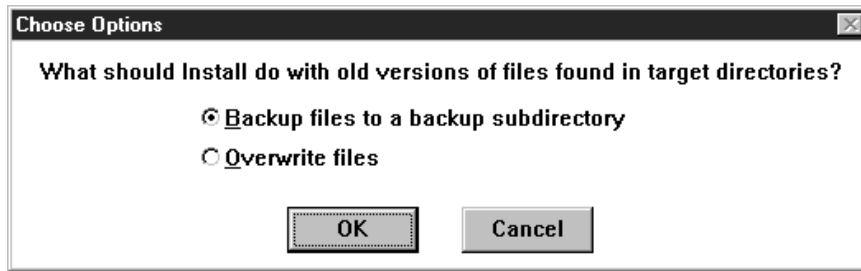 Choose Options
What should Install do with old versions of files found in target directories?
Backup files to a backup subdirectory
Overwrite files
OK Cancel